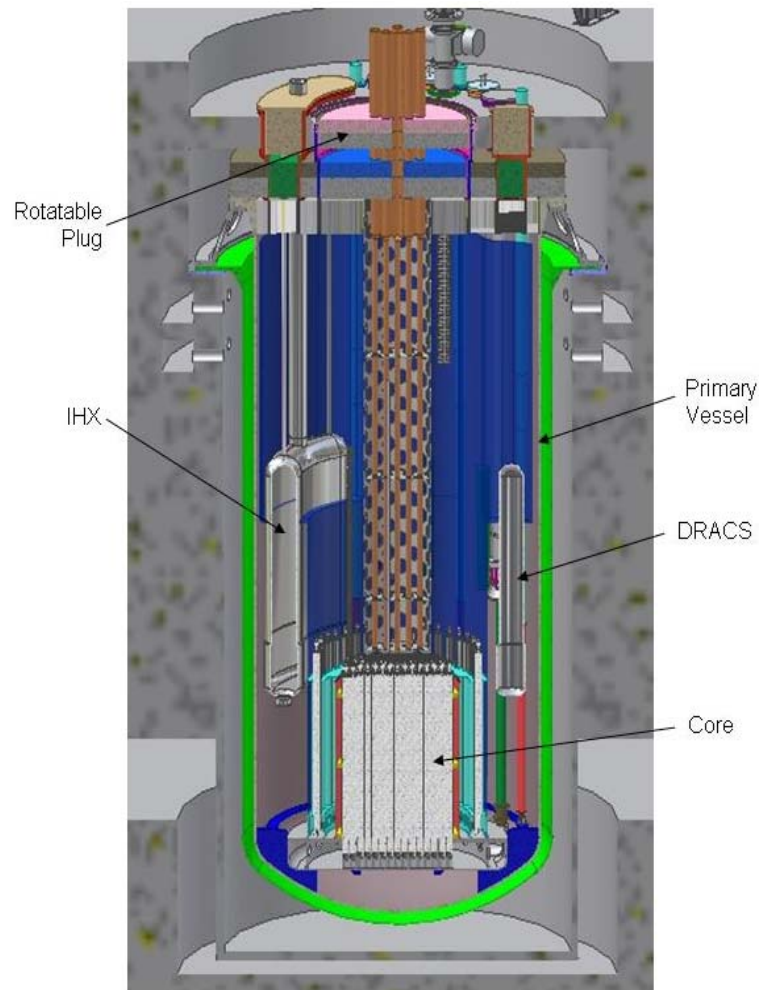 Rotatable
Plug
IHX
Primary
Vessel
DRACS
Core